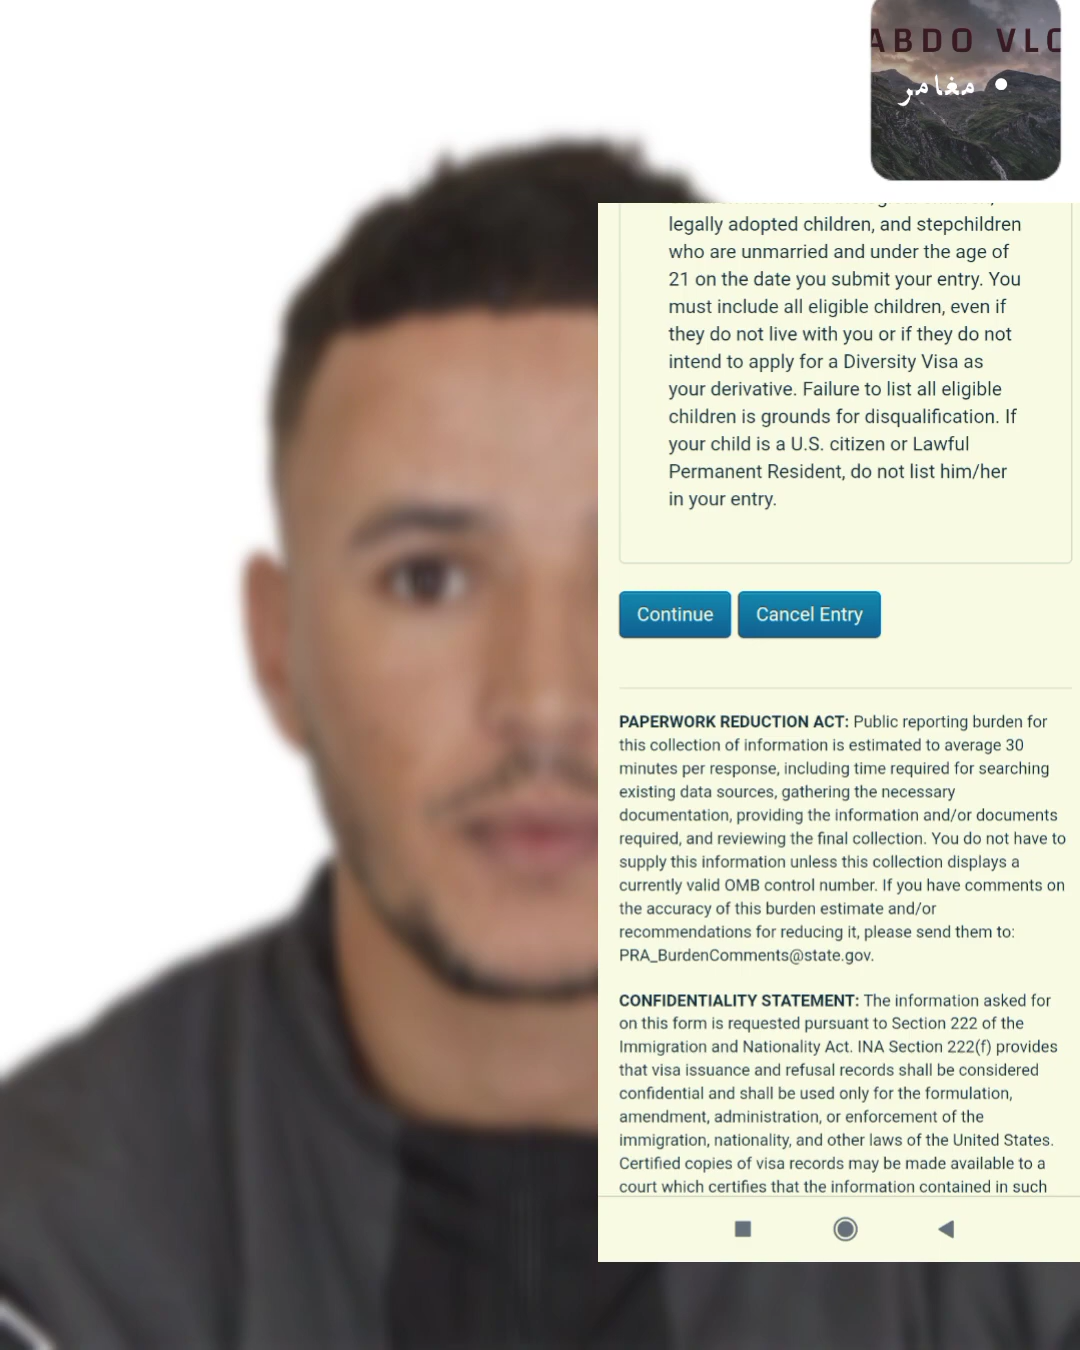 ABDO VLO
مغامر
legally adopted children, and stepchildren
who are unmarried and under the age of
21 on the date you submit your entry. You
must include all eligible children, even if
they do not live with you or if they do not
intend to apply for a Diversity Visa as
your derivative. Failure to list all eligible
children is grounds for disqualification. If
your child is a U.S. citizen or Lawful
Permanent Resident, do not list him/her
in your entry.
Continue
Cancel Entry
PAPERWORK REDUCTION ACT: Public reporting burden for
this collection of information is estimated to average 30
minutes per response, including time required for searching
existing data sources, gathering the necessary
documentation, providing the information and/or documents
required, and reviewing the final collection. You do not have to
supply this information unless this collection displays a
currently valid OMB control number. If you have comments on
the accuracy of this burden estimate and/or
recommendations for reducing it, please send them to:
PRA_BurdenComments@state.gov.
CONFIDENTIALITY STATEMENT: The information asked for
on this form is requested pursuant to Section 222 of the
Immigration and Nationality Act. INA Section 222(f) provides
that visa issuance and refusal records shall be considered
confidential and shall be used only for the formulation,
amendment, administration, or enforcement of the
immigration, nationality, and other laws of the United States.
Certified copies of visa records may be made available to a
court which certifies that the information contained in such